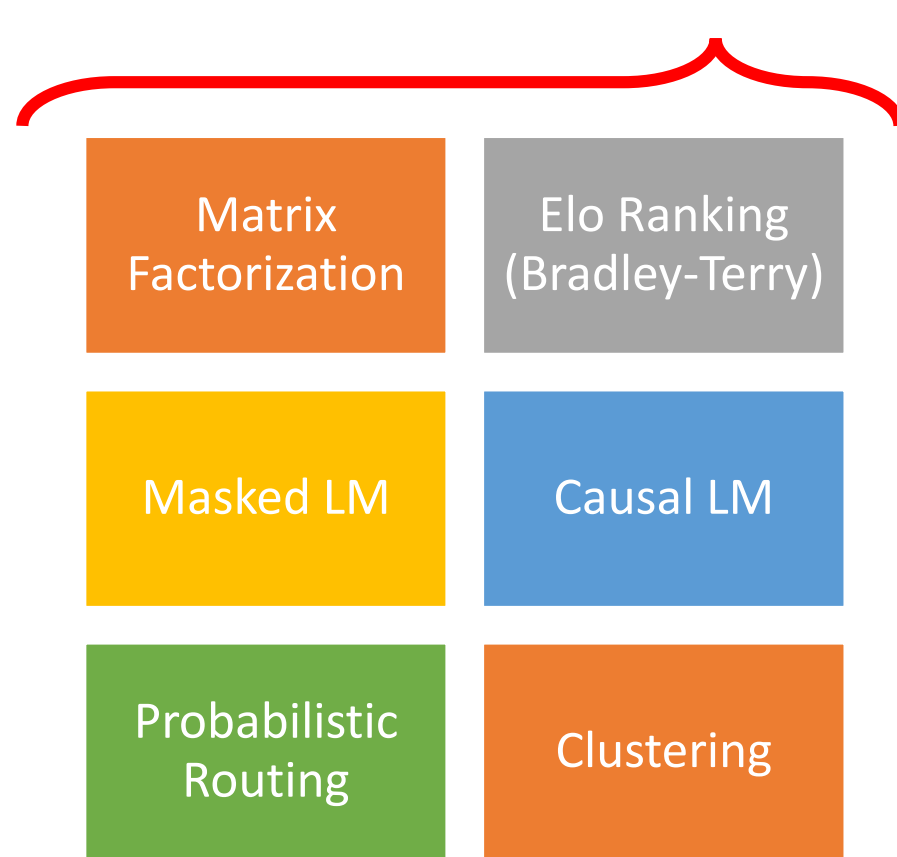 Matrix
Factorization
Elo Ranking
(Bradley-Terry)
Masked LM
Causal LM
Probabilistic
Routing
Clustering